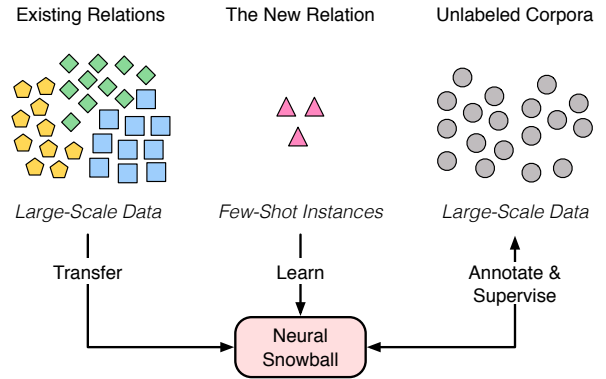 Existing Relations
The New Relation
Unlabeled Corpora
Large-Scale Data
Few-Shot Instances
Large-Scale Data
Transfer
Learn
Annotate &
Supervise
Neural
Snowball